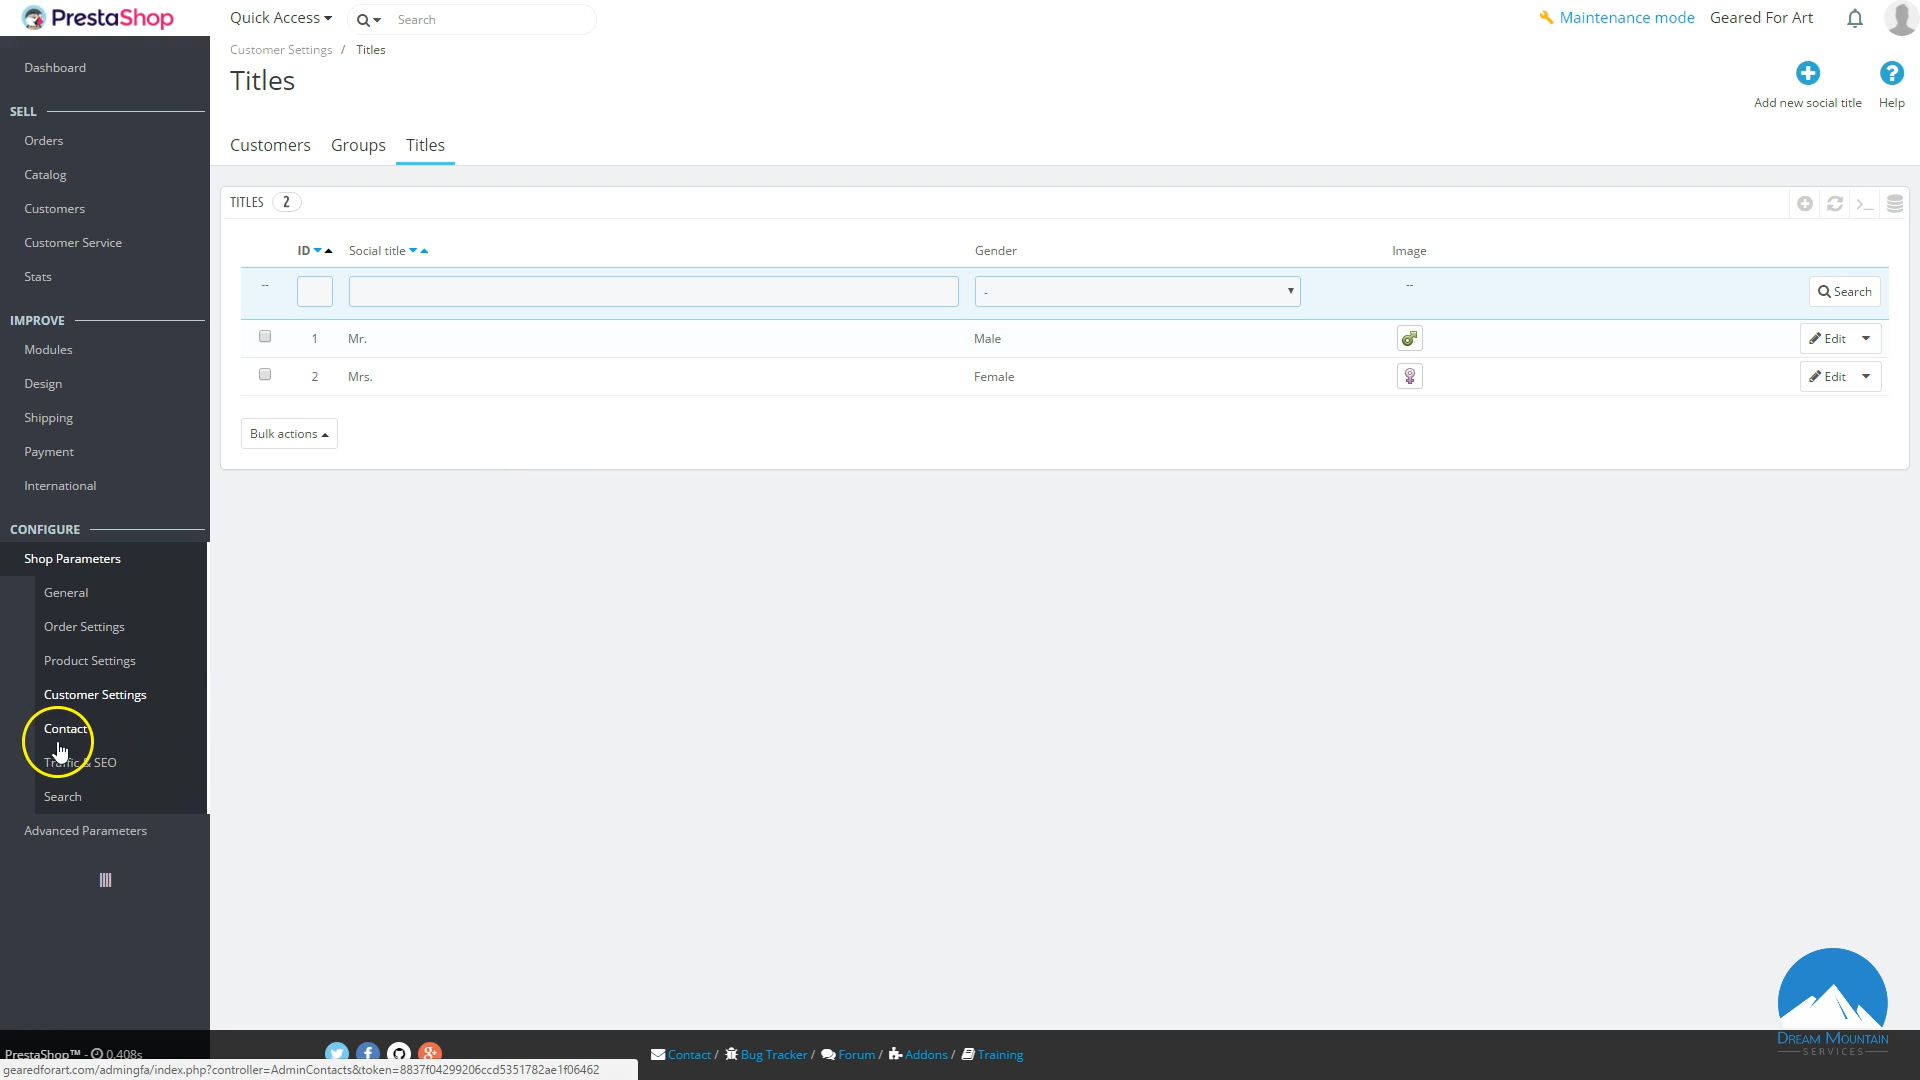 PrestaShop
Quick Access
Search
Maintenance mode
Geared For Art
Customer Settings / Titles
Titles
Add new social title
Help
Customers
Groups
Titles
Dashboard
SELL
Orders
Catalog
Customers
Customer Service
Stats
IMPROVE
Modules
Design
Shipping
Payment
International
CONFIGURE
Shop Parameters
General
Order Settings
Product Settings
Customer Settings
Contact
Traffic & SEO
Search
Advanced Parameters
TITLES 2
ID Social title Gender Image
-- - -- Search
1 Mr. Male Edit
2 Mrs. Female Edit
Bulk actions
DREAM MOUNTAIN
SERVICES
PrestaShop™ - 0.408s
Contact / Bug Tracker / Forum / Addons / Training
gearedforart.com/admingfa/index.php?controller=AdminContacts&token=8837f04299206ccd5351782ae1f06462